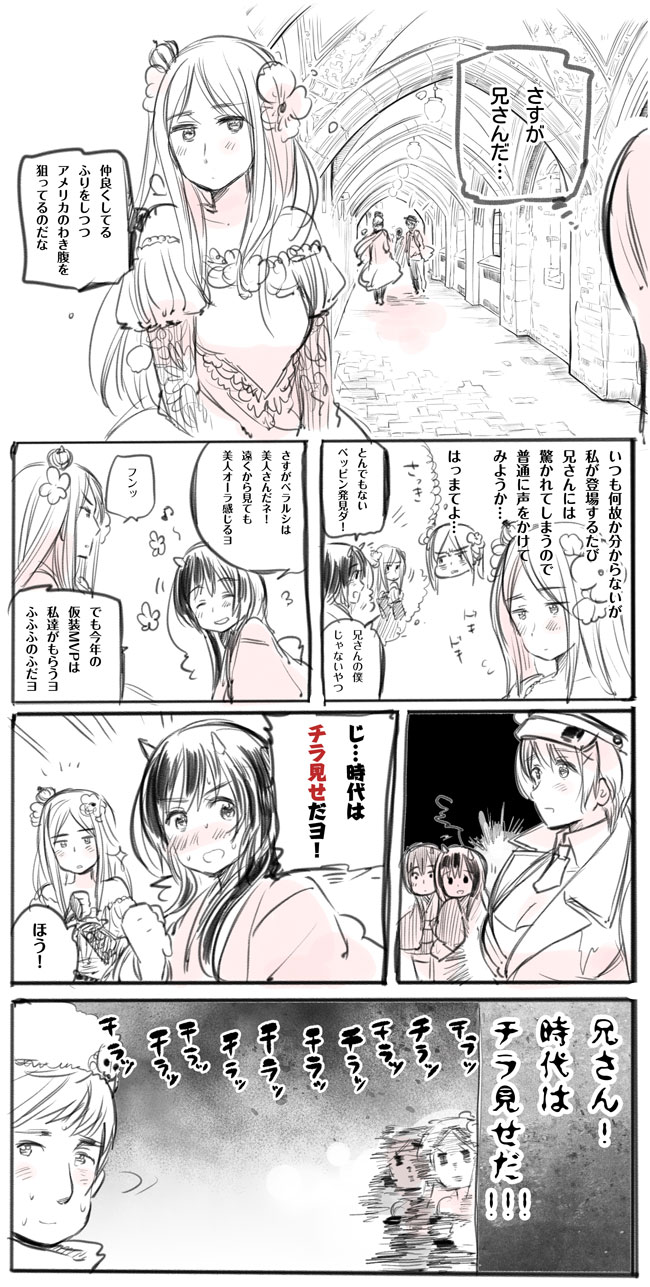 さすが
兄さんだ…
仲良くしてる
ふりをしつつ
アメリカのわき腹を
狙ってるのだな
いつも何故か分からないが
私が登場するたび
兄さんには
驚かれてしまうので
普通に声をかけて
みようか…
はっまてよ…
ドキ
ドキ
さっき
とんでもない
ベッピン発見ダ!
兄さんの僕
じゃないやつ
さすがベラルシは
美人さんだネ!
遠くから見ても
美人オーラ感じるヨ
フンッ
でも今年の
仮装MVPは
私達がもらうヨ
ふふふのふだヨ
じ…時代は
チラ見せだヨ!
ほう!
兄さん!
時代は
チラ見せだ!!!
チラッ
チラッ
チラッ
チラッ
チラッ
チラッ
チラッ
チラッ
チラッ
チラッ